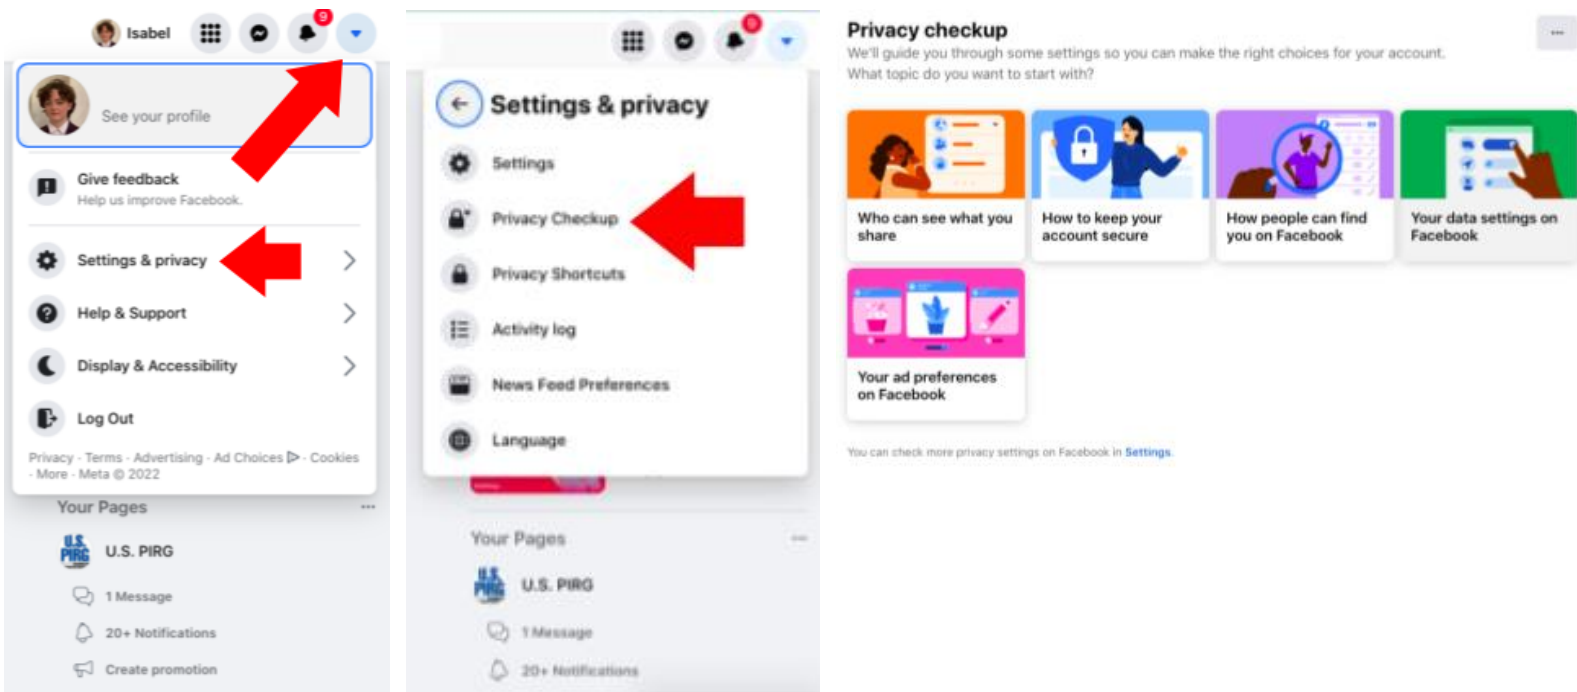 Isabel
9
See your profile
Give feedback
Help us improve Facebook.
Settings & privacy
Help & Support
Display & Accessibility
Log Out
Privacy · Terms · Advertising · Ad Choices · Cookies
· More · Meta © 2022
Your Pages
U.S. PIRG
U.S. PIRG
1 Message
20+ Notifications
Create promotion
9
Settings & privacy
Settings
Privacy Checkup
Privacy Shortcuts
Activity log
News Feed Preferences
Language
Your Pages
U.S. PIRG
U.S. PIRG
1 Message
20+ Notifications
Privacy checkup
We'll guide you through some settings so you can make the right choices for your account.
What topic do you want to start with?
Who can see what you
share
How to keep your
account secure
How people can find
you on Facebook
Your data settings on
Facebook
Your ad preferences
on Facebook
You can check more privacy settings on Facebook in Settings.